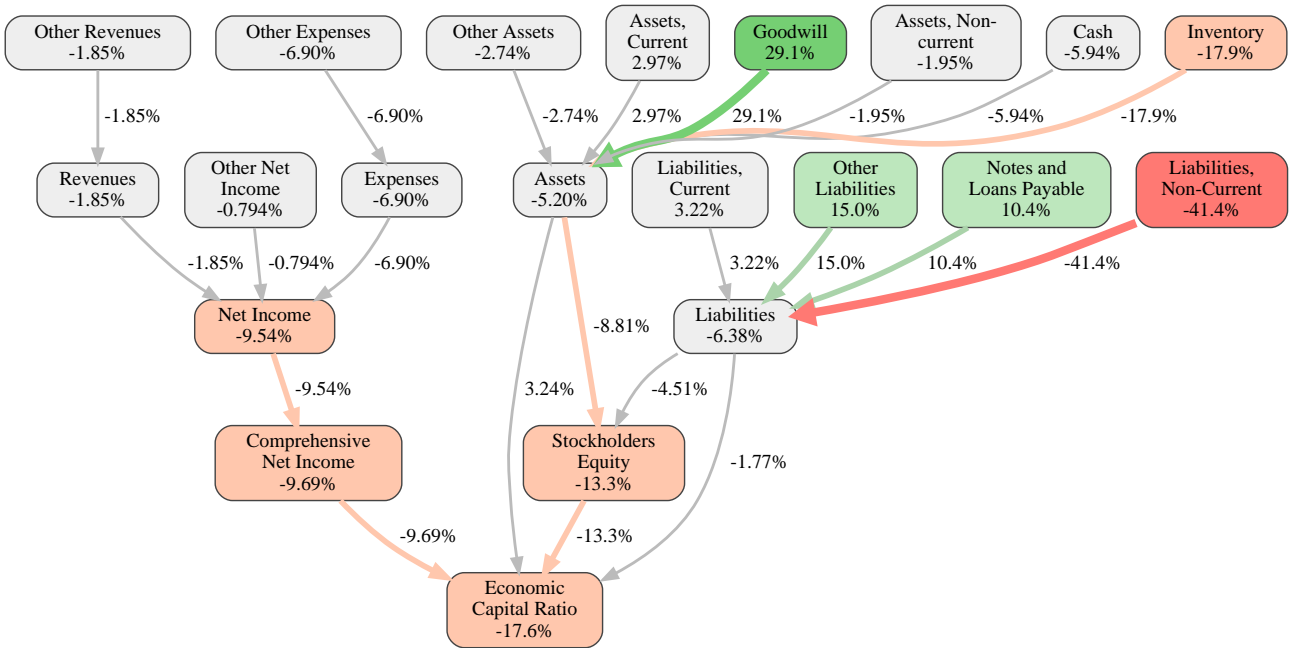 Other Revenues
-1.85%
Other Expenses
-6.90%
Other Assets
-2.74%
Assets,
Current
2.97%
Goodwill
29.1%
Assets, Non-
current
-1.95%
Cash
-5.94%
Inventory
-17.9%
-1.85%
-6.90%
-2.74%
2.97%
29.1%
-1.95%
-5.94%
-17.9%
Revenues
-1.85%
Other Net
Income
-0.794%
Expenses
-6.90%
Assets
-5.20%
Liabilities,
Current
3.22%
Other
Liabilities
15.0%
Notes and
Loans Payable
10.4%
Liabilities,
Non-Current
-41.4%
-1.85%
-0.794%
-6.90%
3.22%
15.0%
10.4%
-41.4%
Net Income
-9.54%
-8.81%
Liabilities
-6.38%
-9.54%
3.24%
-4.51%
Comprehensive
Net Income
-9.69%
Stockholders
Equity
-13.3%
-1.77%
-9.69%
-13.3%
Economic
Capital Ratio
-17.6%